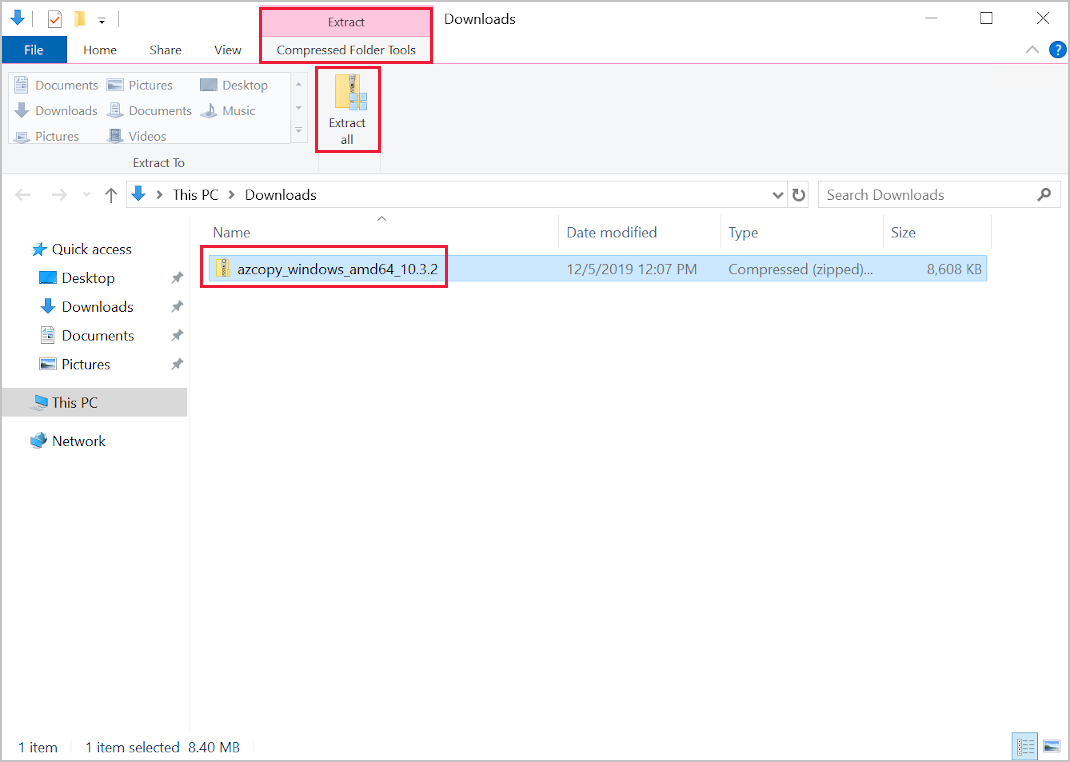 Extract
Downloads
File Home Share View Compressed Folder Tools
?
Documents Pictures Desktop
Downloads Documents Music
Pictures Videos
Extract
all
Extract To
This PC Downloads
Search Downloads
Name Date modified Type Size
azcopy_windows_amd64_10.3.2 12/5/2019 12:07 PM Compressed (zipped)... 8,608 KB
Quick access
Desktop
Downloads
Documents
Pictures
This PC
Network
1 item 1 item selected 8.40 MB